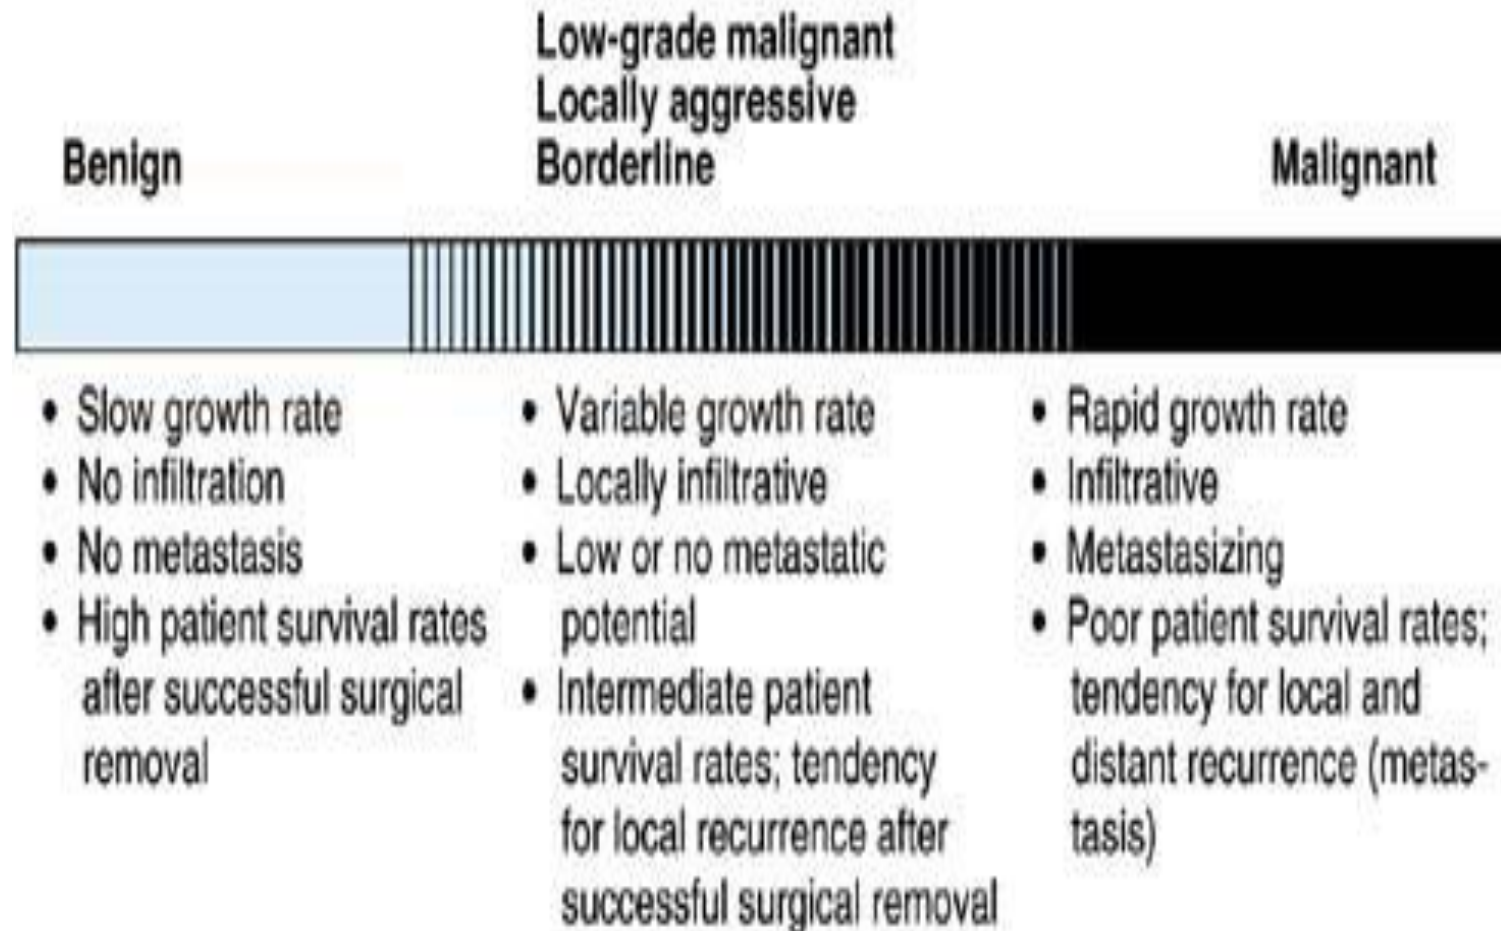 Low-grade malignant
Locally aggressive
Benign
Borderline
Malignant
• Slow growth rate
• No infiltration
• No metastasis
• High patient survival rates
after successful surgical
removal
• Variable growth rate
• Locally infiltrative
• Low or no metastatic
potential
• Intermediate patient
survival rates; tendency
for local recurrence after
successful surgical removal
• Rapid growth rate
• Infiltrative
• Metastasizing
• Poor patient survival rates;
tendency for local and
distant recurrence (metas-
tasis)